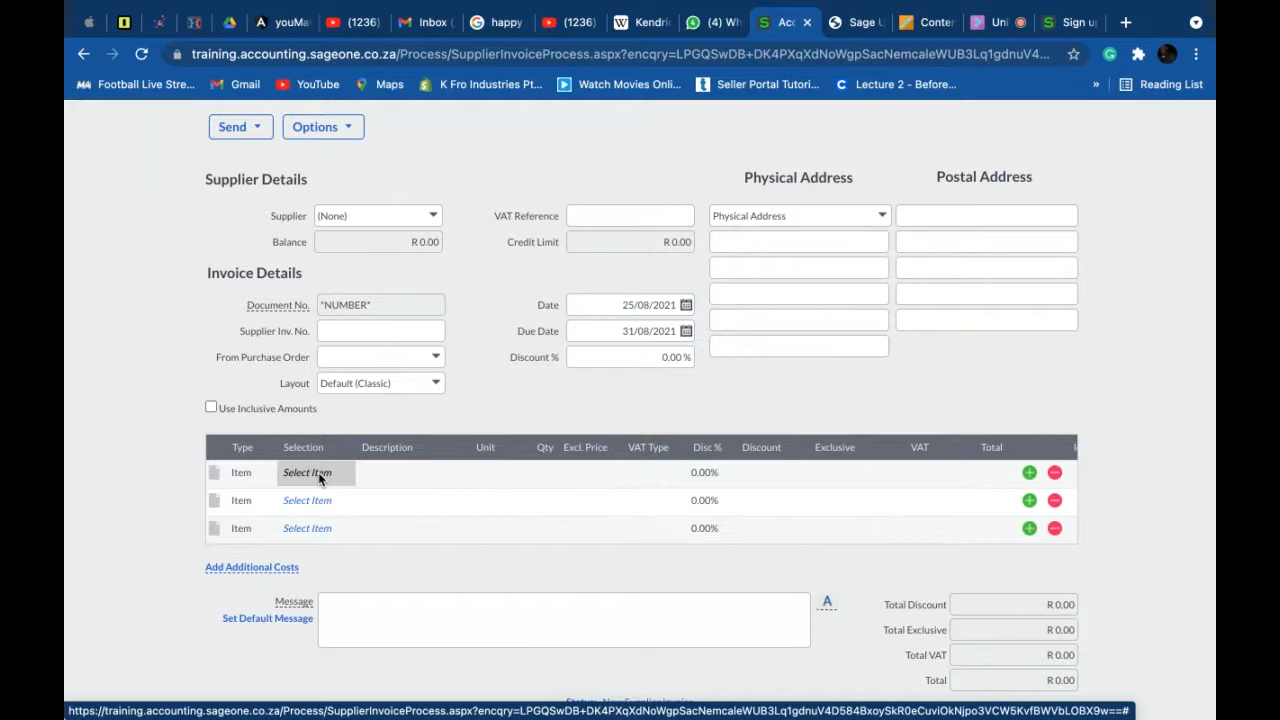 youMa
(1236)
Inbox (
happy
(1236)
Kendric
(4) Wh
Acc
Sage U
Conten
Uni
Sign up
training.accounting.sageone.co.za/Process/SupplierInvoiceProcess.aspx?encqry=LPGQSwDB+DK4PXqXdNoWgpSacNemcaleWUB3Lq1gdnuV4...
Football Live Stre...
Gmail
YouTube
Maps
K Fro Industries Pt...
Watch Movies Onli...
Seller Portal Tutori...
Lecture 2 - Before...
»
Reading List
Send
Options
Supplier Details
Physical Address
Postal Address
Supplier (None)
VAT Reference
Physical Address
Balance R 0.00
Credit Limit R 0.00
Invoice Details
Document No. *NUMBER*
Date 25/08/2021
Supplier Inv. No.
Due Date 31/08/2021
From Purchase Order
Discount % 0.00 %
Layout Default (Classic)
Use Inclusive Amounts
Type Selection Description Unit Qty Excl. Price VAT Type Disc % Discount Exclusive VAT Total
Item Select Item 0.00%
Item Select Item 0.00%
Item Select Item 0.00%
Add Additional Costs
Message
Set Default Message
A
Total Discount R 0.00
Total Exclusive R 0.00
Total VAT R 0.00
Total R 0.00
https://training.accounting.sageone.co.za/Process/SupplierInvoiceProcess.aspx?encqry=LPGQSwDB+DK4PXqXdNoWgpSacNemcaleWUB3Lq1gdnuV4D584BxoySkR0eCuviOkNjpo3VCW5KvfBWVbLOBX9w==#